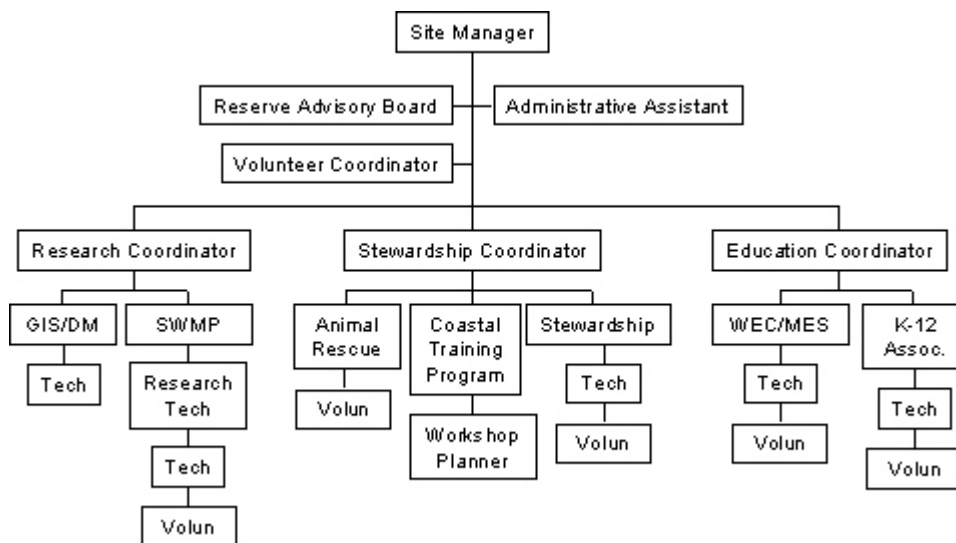 Site Manager
Reserve Advisory Board
Administrative Assistant
Volunteer Coordinator
Research Coordinator
Stewardship Coordinator
Education Coordinator
GIS/DM
SWMP
Animal
Rescue
Coastal
Training
Program
Stewardship
WEC/MES
K-12
Assoc.
Tech
Research
Tech
Volun
Workshop
Planner
Tech
Tech
Tech
Tech
Volun
Volun
Volun
Volun